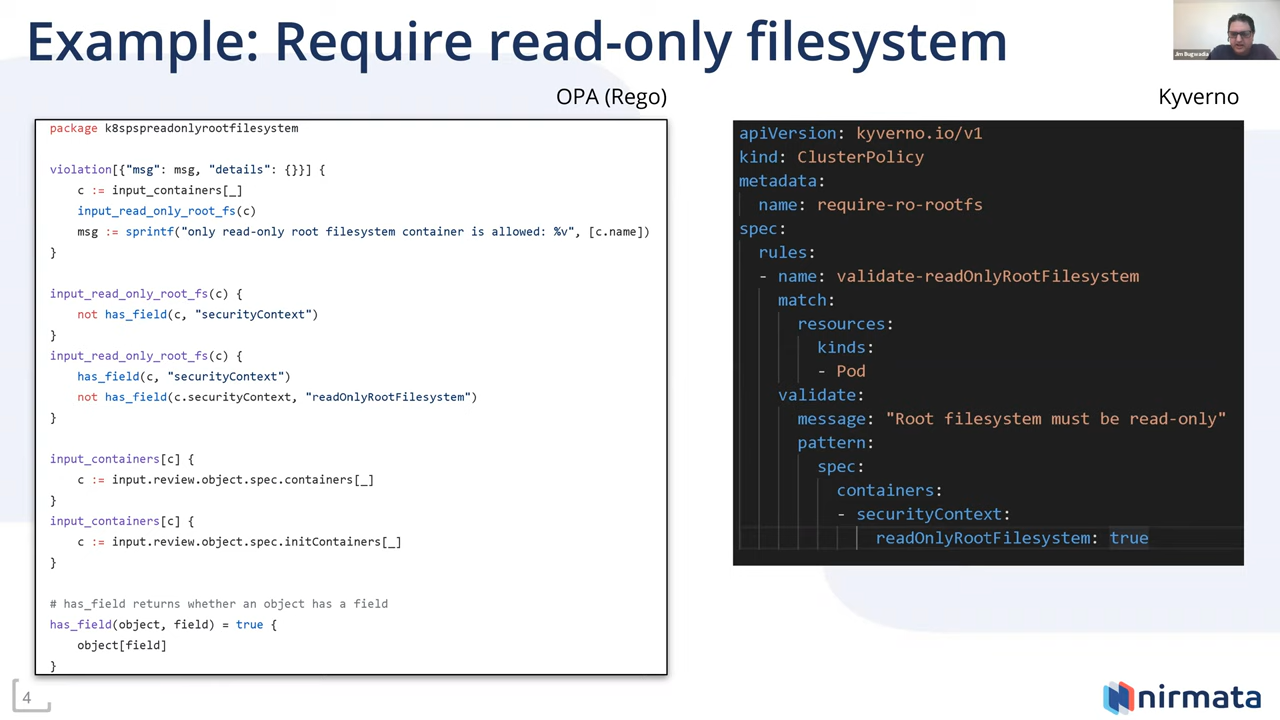 Example: Require read-only filesystem
Jim Bugwadia
OPA (Rego)
package k8spspreadonlyrootfilesystem
violation[{"msg": msg, "details": {}}] {
c := input_containers[_]
input_read_only_root_fs(c)
msg := sprintf("only read-only root filesystem container is allowed: %v", [c.name])
}
input_read_only_root_fs(c) {
not has_field(c, "securityContext")
}
input_read_only_root_fs(c) {
has_field(c, "securityContext")
not has_field(c.securityContext, "readOnlyRootFilesystem")
}
input_containers[c] {
c := input.review.object.spec.containers[_]
}
input_containers[c] {
c := input.review.object.spec.initContainers[_]
}
# has_field returns whether an object has a field
has_field(object, field) = true {
object[field]
}
Kyverno
apiVersion: kyverno.io/v1
kind: ClusterPolicy
metadata:
name: require-ro-rootfs
spec:
rules:
- name: validate-readOnlyRootFilesystem
match:
resources:
kinds:
- Pod
validate:
message: "Root filesystem must be read-only"
pattern:
spec:
containers:
- securityContext:
readOnlyRootFilesystem: true
4
nirmata